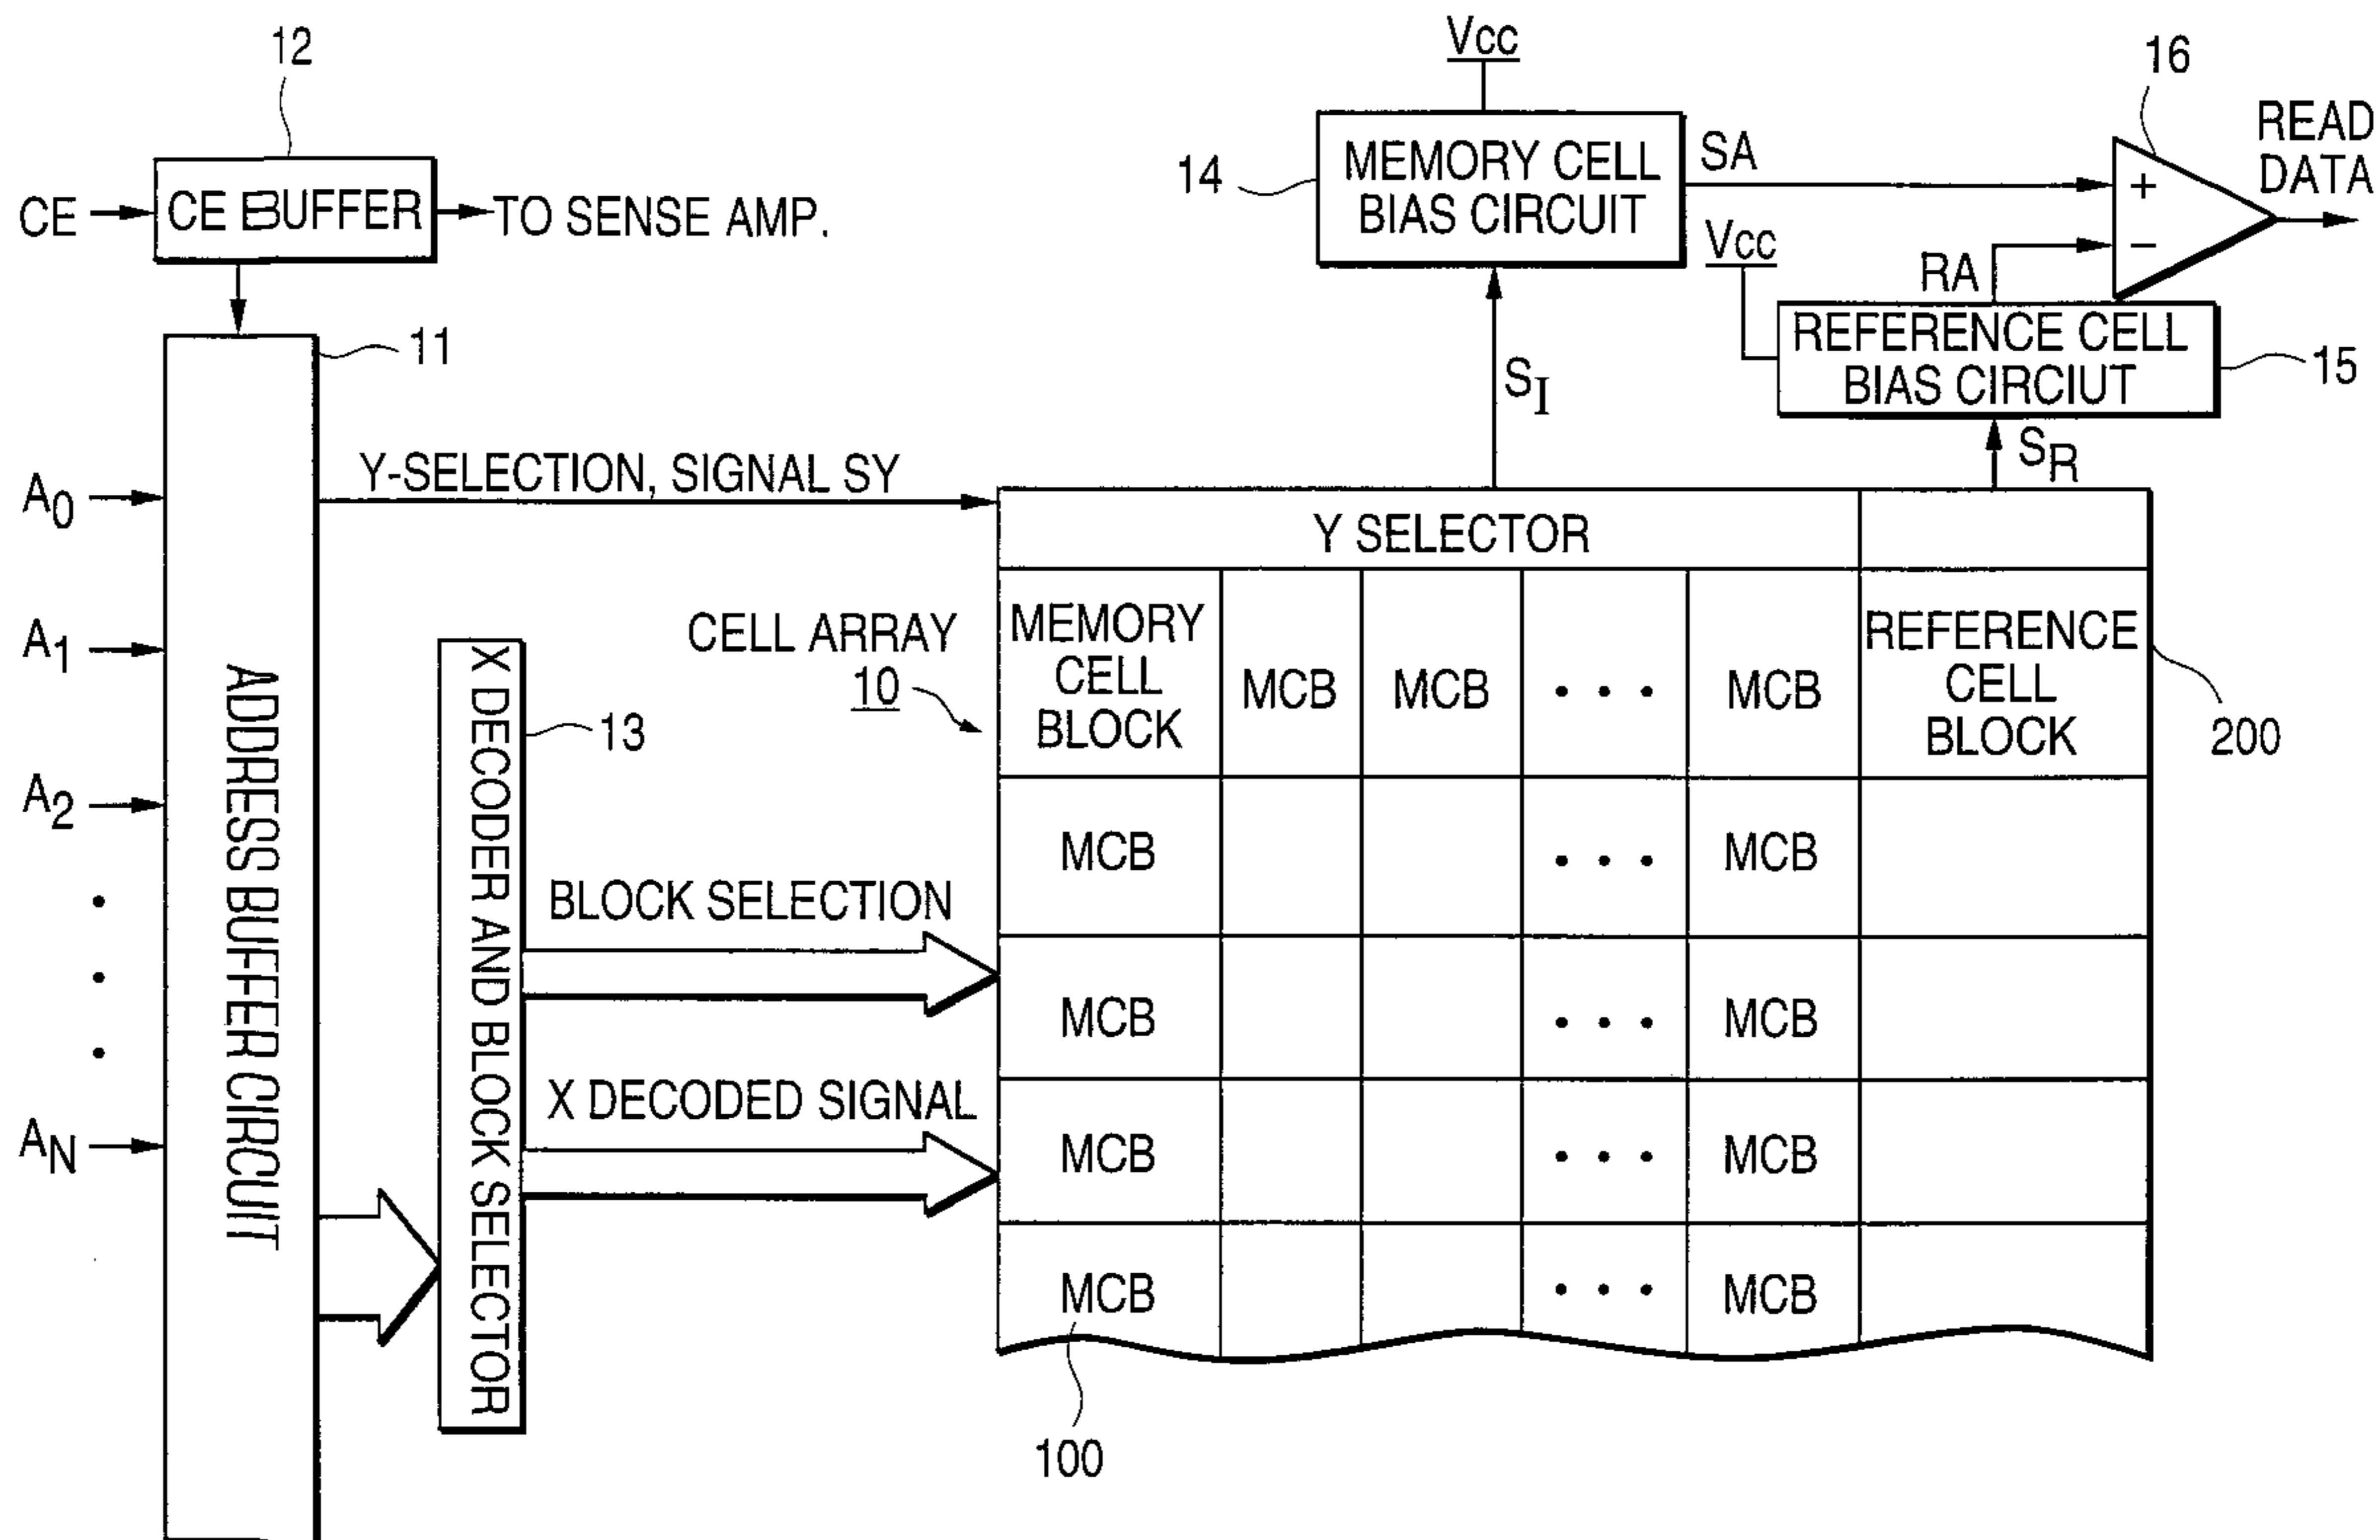 12
CE
CE BUFFER
TO SENSE AMP.
11
Vcc
14
MEMORY CELL
BIAS CIRCUIT
SA
16
+
−
READ
DATA
Vcc
RA
REFERENCE CELL
BIAS CIRCIUT
15
SI
SR
A0
A1
A2
AN
ADDRESS BUFFER CIRCUIT
Y-SELECTION, SIGNAL SY
X DECODER AND BLOCK SELECTOR
13
CELL ARRAY
10
BLOCK SELECTION
X DECODED SIGNAL
Y SELECTOR
MEMORY
CELL
BLOCK
MCB
MCB
• • •
MCB
REFERENCE
CELL
BLOCK
200
MCB
• • •
MCB
MCB
• • •
MCB
MCB
• • •
MCB
MCB
• • •
MCB
100